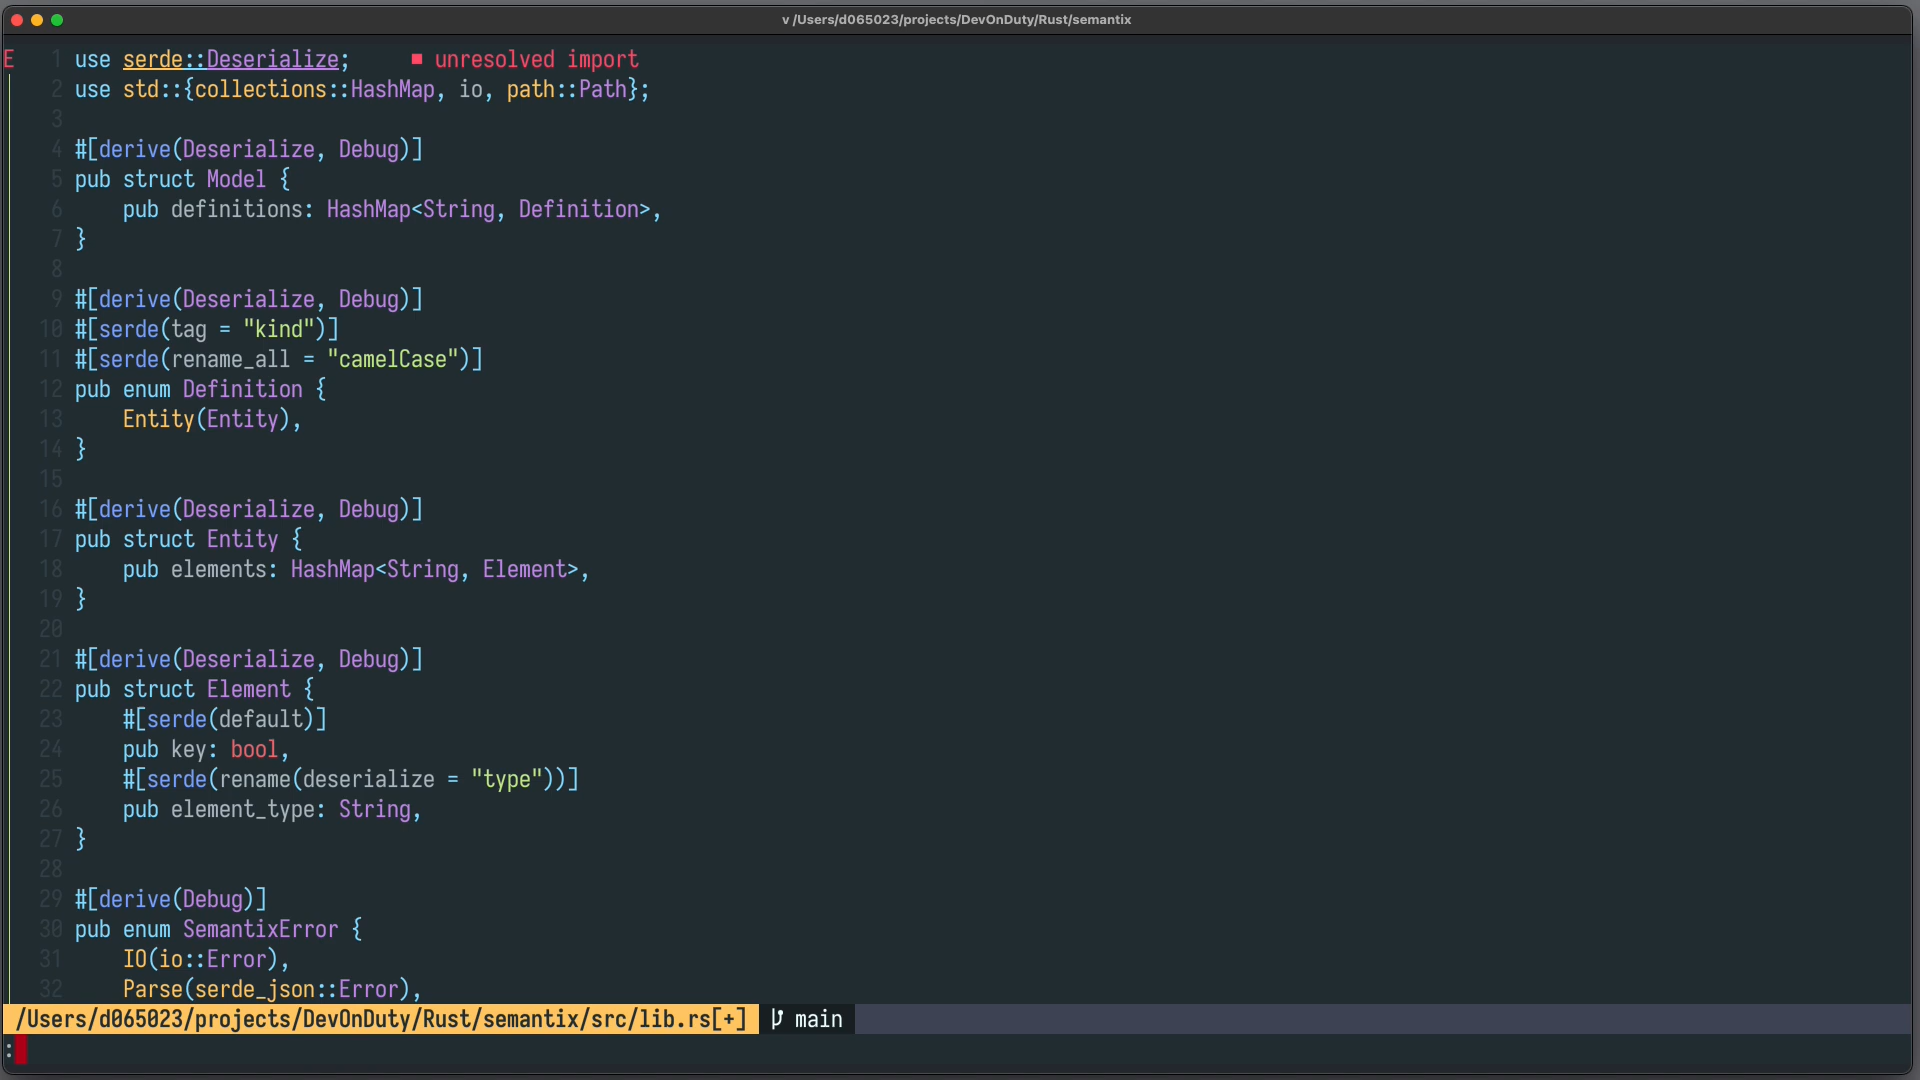 v /Users/d065023/projects/DevOnDuty/Rust/semantix
E 1 use serde::Deserialize; ■ unresolved import
2 use std::{collections::HashMap, io, path::Path};
3
4 #[derive(Deserialize, Debug)]
5 pub struct Model {
6     pub definitions: HashMap<String, Definition>,
7 }
8
9 #[derive(Deserialize, Debug)]
10 #[serde(tag = "kind")]
11 #[serde(rename_all = "camelCase")]
12 pub enum Definition {
13     Entity(Entity),
14 }
15
16 #[derive(Deserialize, Debug)]
17 pub struct Entity {
18     pub elements: HashMap<String, Element>,
19 }
20
21 #[derive(Deserialize, Debug)]
22 pub struct Element {
23     #[serde(default)]
24     pub key: bool,
25     #[serde(rename(deserialize = "type"))]
26     pub element_type: String,
27 }
28
29 #[derive(Debug)]
30 pub enum SemantixError {
31     IO(io::Error),
32     Parse(serde_json::Error),
/Users/d065023/projects/DevOnDuty/Rust/semantix/src/lib.rs[+] main
: